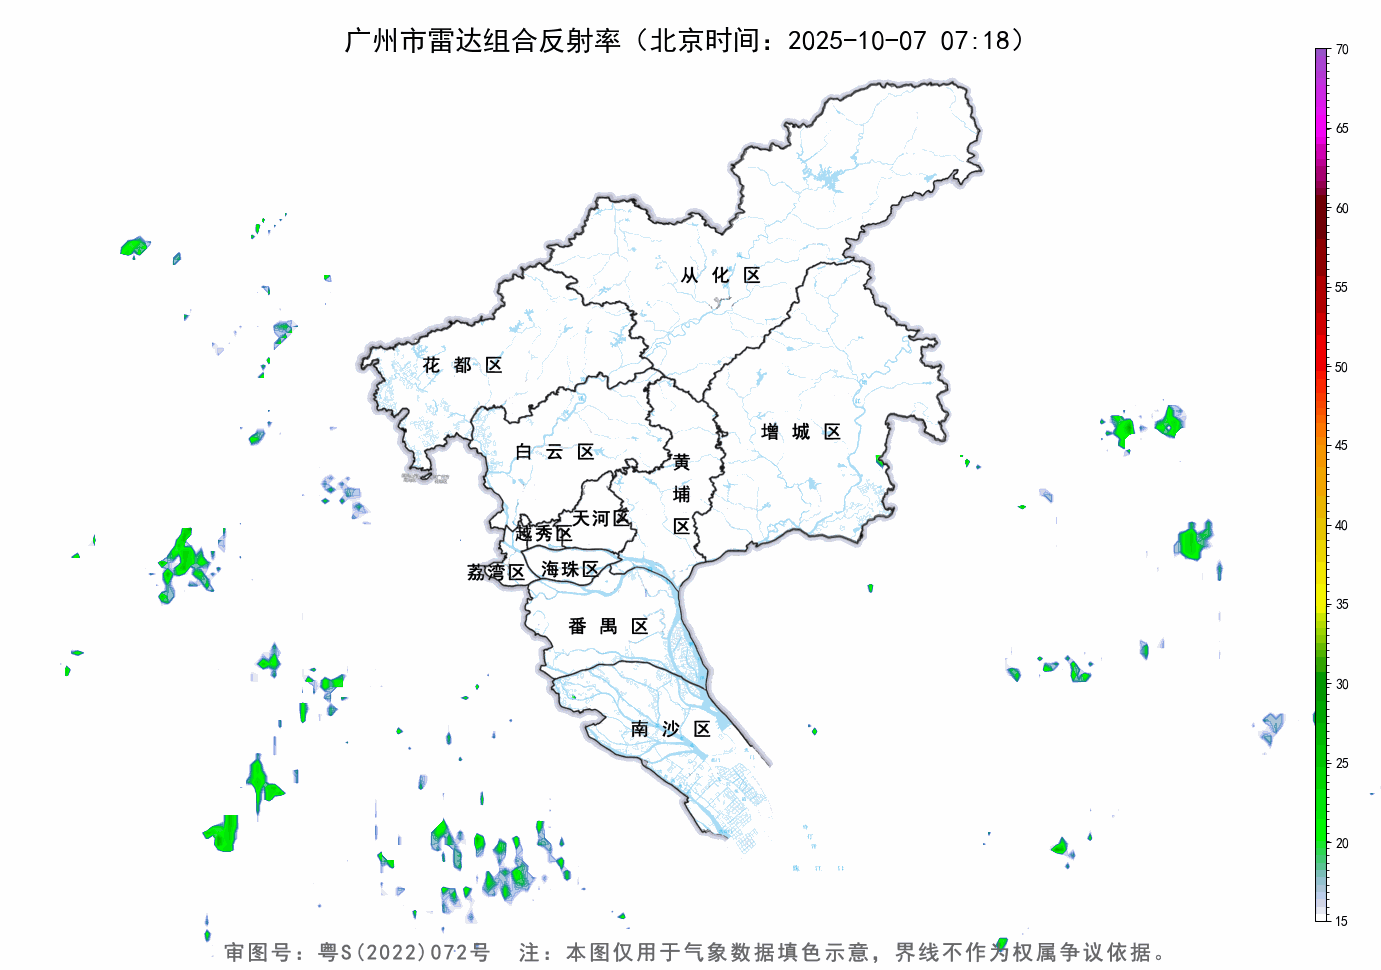 广州市雷达组合反射率（北京时间：2025-10-07 07:18）
70
65
60
55
50
45
40
35
30
25
20
15
从化区
花都区
增城区
白云区
黄埔区
天河区
越秀区
荔湾区
海珠区
番禺区
南沙区
审图号：粤S(2022)072号 注：本图仅用于气象数据填色示意，界线不作为权属争议依据。